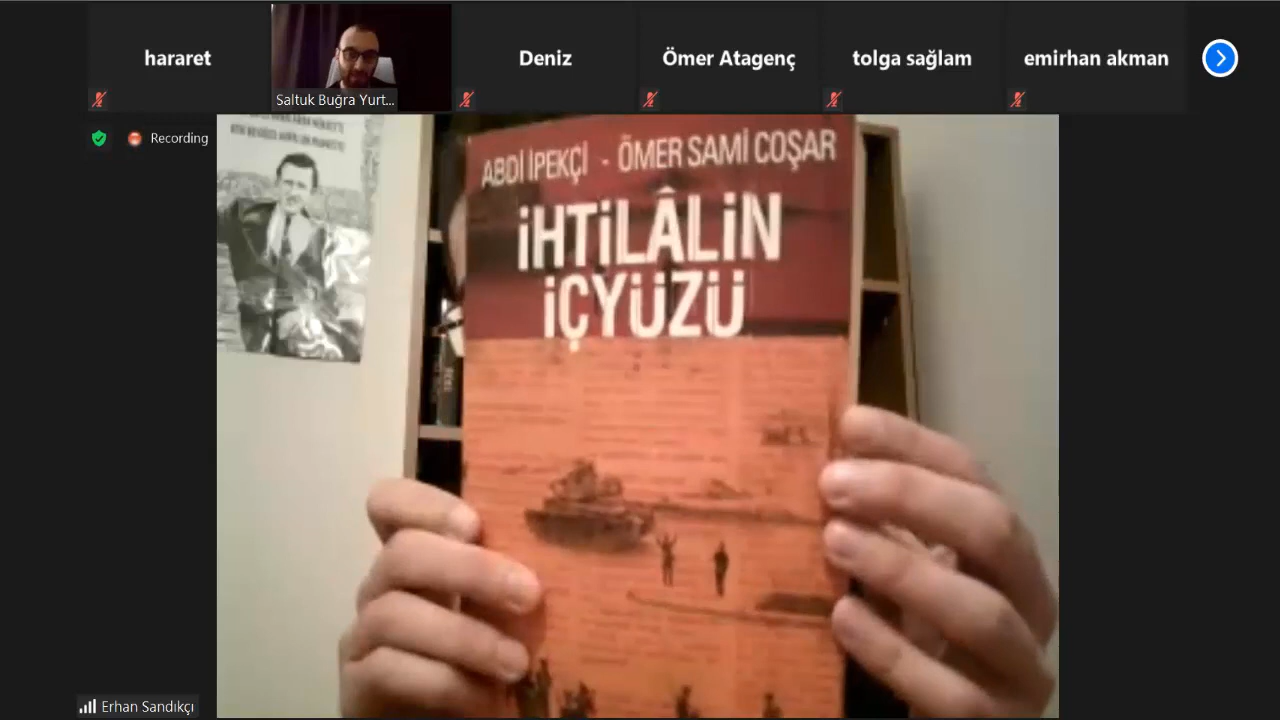 hararet
Saltuk Buğra Yurt...
Deniz
Ömer Atagenç
tolga sağlam
emirhan akman
Recording
ABDİ İPEKÇİ - ÖMER SAMİ COŞAR
İHTİLÂLİN
İÇYÜZÜ
Erhan Sandıkçı